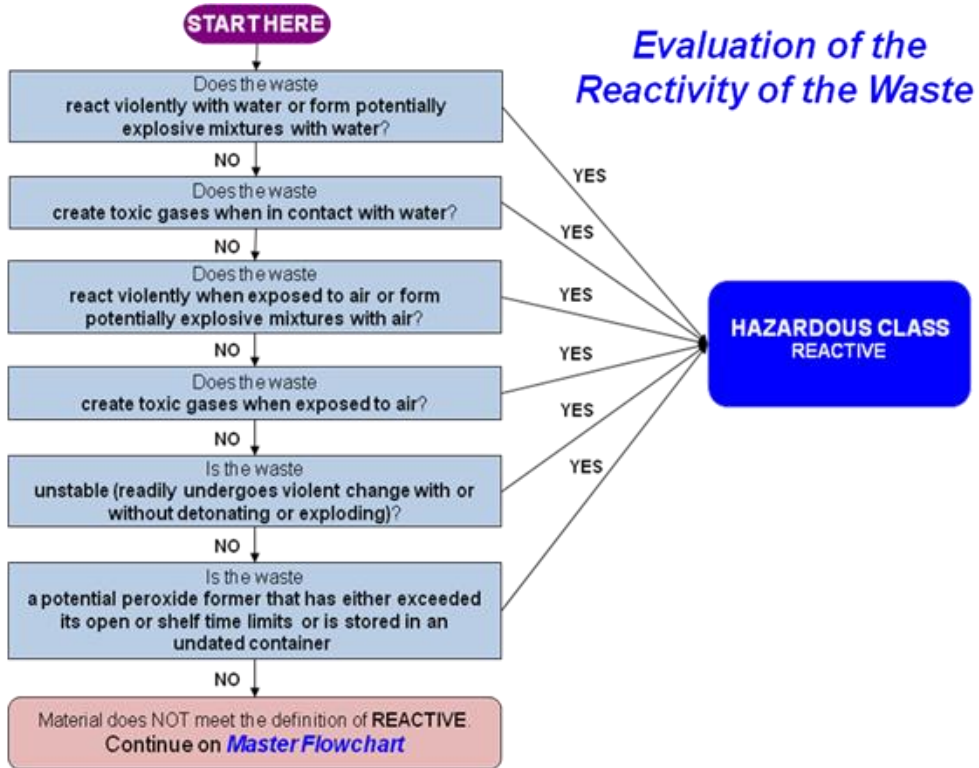 START HERE
Evaluation of the
Reactivity of the Waste
Does the waste
react violently with water or form potentially
explosive mixtures with water?
NO
YES
Does the waste
create toxic gases when in contact with water?
NO
YES
Does the waste
react violently when exposed to air or form
potentially explosive mixtures with air?
NO
YES
Does the waste
create toxic gases when exposed to air?
NO
YES
Is the waste
unstable (readily undergoes violent change with or
without detonating or exploding)?
NO
YES
Is the waste
a potential peroxide former that has either exceeded
its open or shelf time limits or is stored in an
undated container
NO
YES
HAZARDOUS CLASS
REACTIVE
Material does NOT meet the definition of REACTIVE.
Continue on Master Flowchart